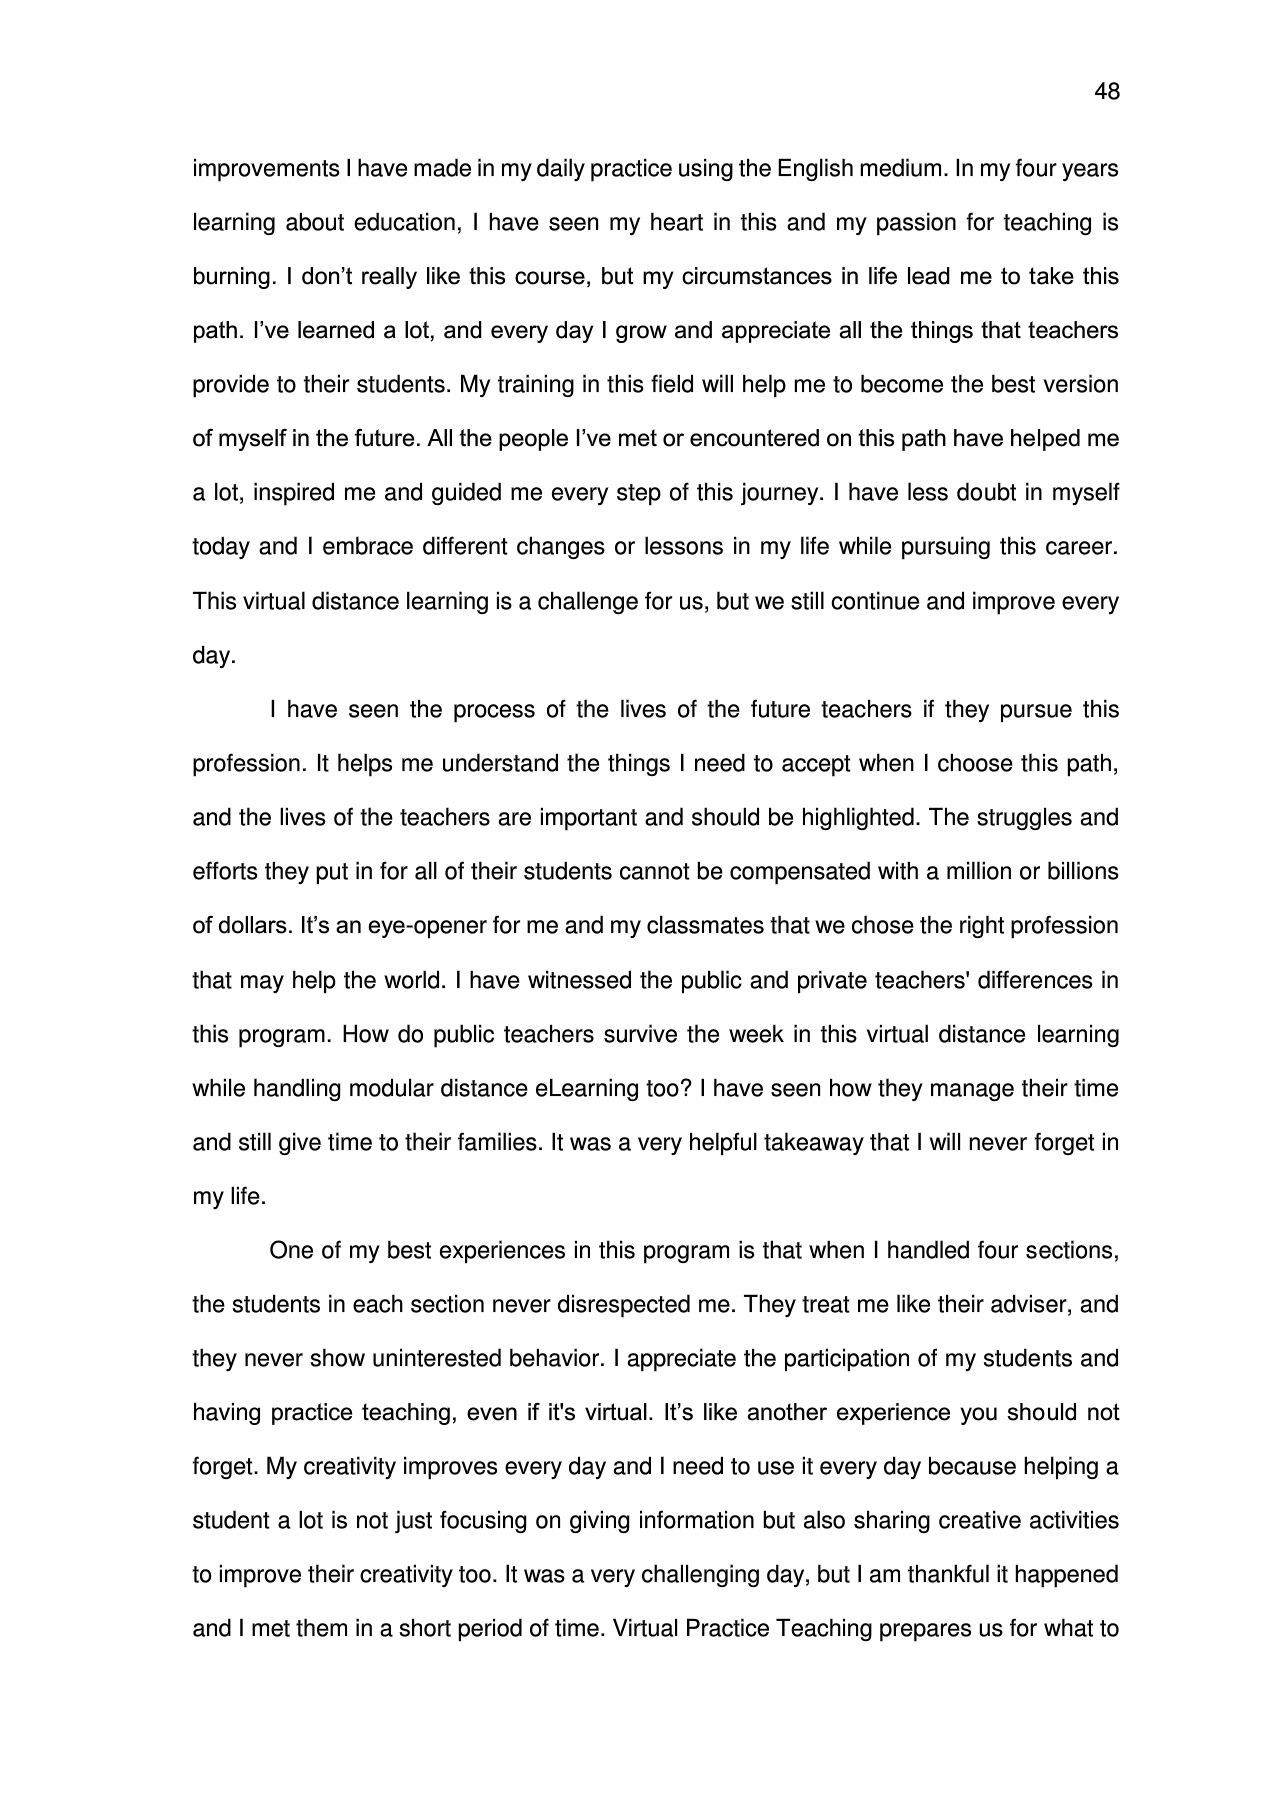 48
improvements I have made in my daily practice using the English medium. In my four years
learning about education, I have seen my heart in this and my passion for teaching is
burning. I don’t really like this course, but my circumstances in life lead me to take this
path. I’ve learned a lot, and every day I grow and appreciate all the things that teachers
provide to their students. My training in this field will help me to become the best version
of myself in the future. All the people I’ve met or encountered on this path have helped me
a lot, inspired me and guided me every step of this journey. I have less doubt in myself
today and I embrace different changes or lessons in my life while pursuing this career.
This virtual distance learning is a challenge for us, but we still continue and improve every
day.
I have seen the process of the lives of the future teachers if they pursue this
profession. It helps me understand the things I need to accept when I choose this path,
and the lives of the teachers are important and should be highlighted. The struggles and
efforts they put in for all of their students cannot be compensated with a million or billions
of dollars. It’s an eye-opener for me and my classmates that we chose the right profession
that may help the world. I have witnessed the public and private teachers' differences in
this program. How do public teachers survive the week in this virtual distance learning
while handling modular distance eLearning too? I have seen how they manage their time
and still give time to their families. It was a very helpful takeaway that I will never forget in
my life.
One of my best experiences in this program is that when I handled four sections,
the students in each section never disrespected me. They treat me like their adviser, and
they never show uninterested behavior. I appreciate the participation of my students and
having practice teaching, even if it's virtual. It’s like another experience you should not
forget. My creativity improves every day and I need to use it every day because helping a
student a lot is not just focusing on giving information but also sharing creative activities
to improve their creativity too. It was a very challenging day, but I am thankful it happened
and I met them in a short period of time. Virtual Practice Teaching prepares us for what to